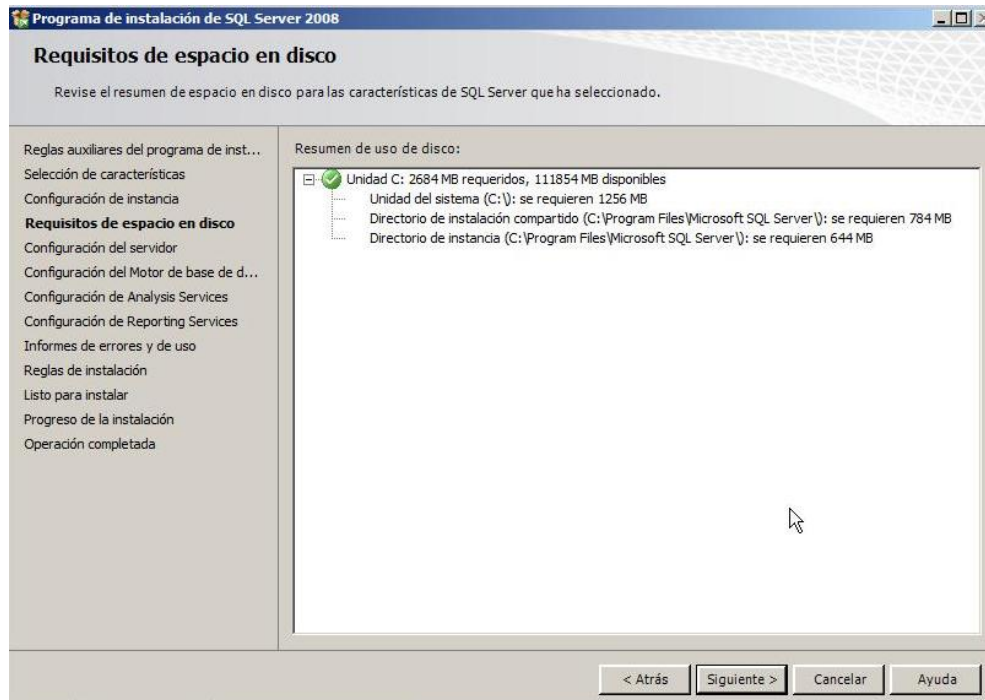 Programa de instalación de SQL Server 2008
Requisitos de espacio en disco
Revise el resumen de espacio en disco para las características de SQL Server que ha seleccionado.
Reglas auxiliares del programa de inst...
Selección de características
Configuración de instancia
Requisitos de espacio en disco
Configuración del servidor
Configuración del Motor de base de d...
Configuración de Analysis Services
Configuración de Reporting Services
Informes de errores y de uso
Reglas de instalación
Listo para instalar
Progreso de la instalación
Operación completada
Resumen de uso de disco:
Unidad C: 2684 MB requeridos, 111854 MB disponibles
Unidad del sistema (C:\): se requieren 1256 MB
Directorio de instalación compartido (C:\Program Files\Microsoft SQL Server\): se requieren 784 MB
Directorio de instancia (C:\Program Files\Microsoft SQL Server\): se requieren 644 MB
< Atrás
Siguiente >
Cancelar
Ayuda